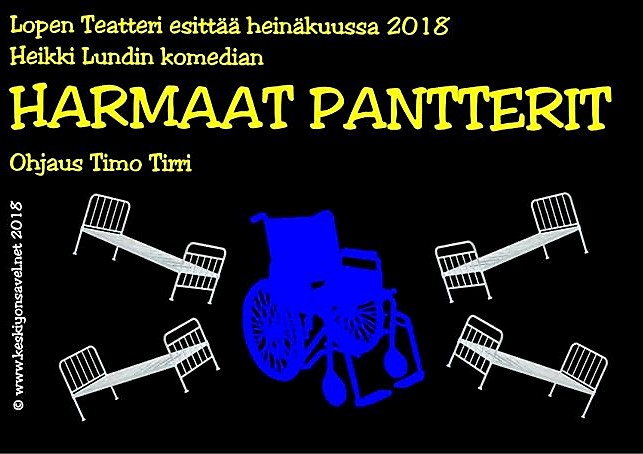 Lopen Teatteri esittää heinäkuussa 2018
Heikki Lundin komedian
HARMAAT PANTTERIT
Ohjaus Timo Tirri
© www.keskiyonsavel.net 2018